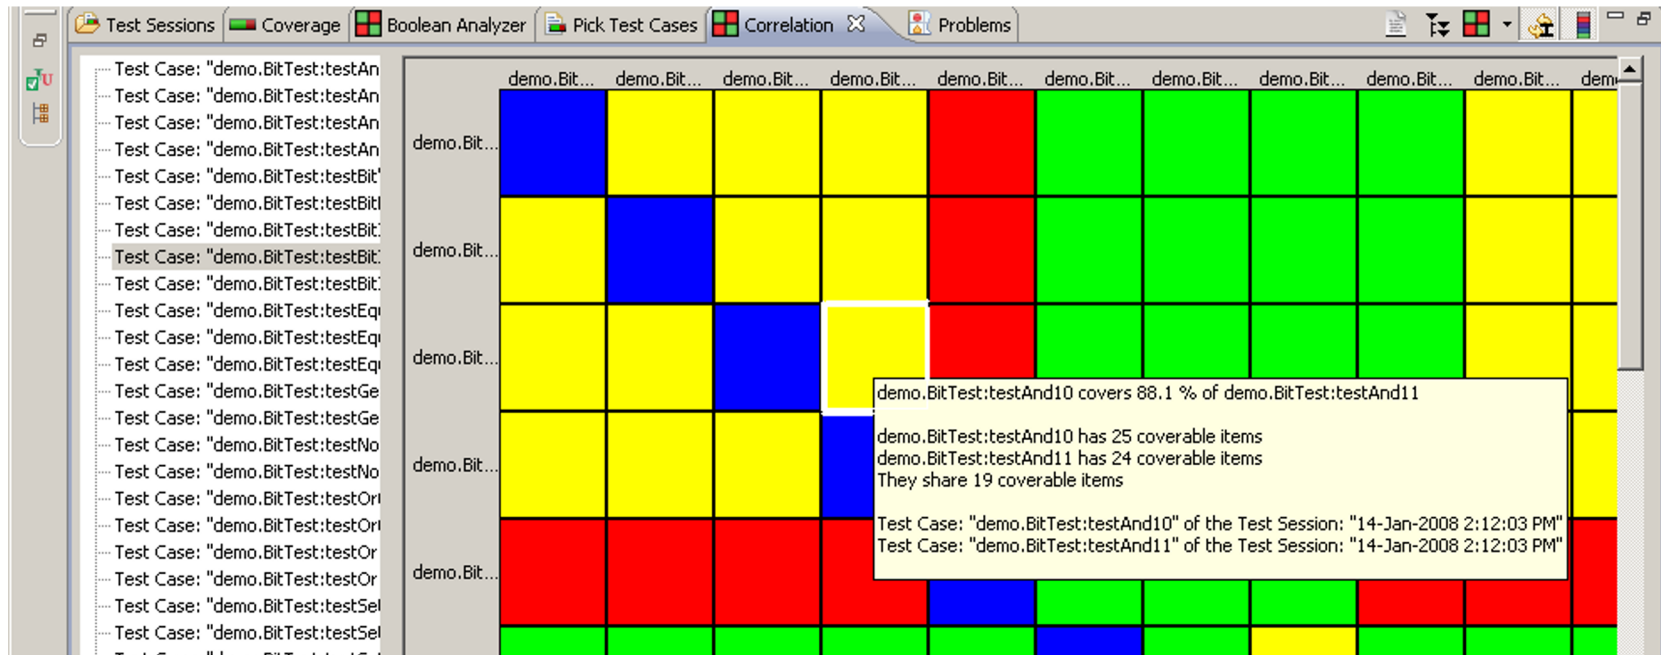 Test Sessions Coverage Boolean Analyzer Pick Test Cases Correlation Problems
Test Case: "demo.BitTest:testAn
Test Case: "demo.BitTest:testAn
Test Case: "demo.BitTest:testAn
Test Case: "demo.BitTest:testAn
Test Case: "demo.BitTest:testBit'
Test Case: "demo.BitTest:testBitI
Test Case: "demo.BitTest:testBit
Test Case: "demo.BitTest:testBit
Test Case: "demo.BitTest:testBit
Test Case: "demo.BitTest:testEq
Test Case: "demo.BitTest:testEq
Test Case: "demo.BitTest:testEq
Test Case: "demo.BitTest:testGe
Test Case: "demo.BitTest:testGe
Test Case: "demo.BitTest:testNo
Test Case: "demo.BitTest:testNo
Test Case: "demo.BitTest:testOr
Test Case: "demo.BitTest:testOr
Test Case: "demo.BitTest:testOr
Test Case: "demo.BitTest:testOr
Test Case: "demo.BitTest:testSe
Test Case: "demo.BitTest:testSe
demo.Bit... demo.Bit... demo.Bit... demo.Bit... demo.Bit... demo.Bit... demo.Bit... demo.Bit... demo.Bit... demo.Bit... dem
demo.Bit...
demo.Bit...
demo.Bit...
demo.Bit...
demo.Bit...
demo.BitTest:testAnd10 covers 88.1 % of demo.BitTest:testAnd11
demo.BitTest:testAnd10 has 25 coverable items
demo.BitTest:testAnd11 has 24 coverable items
They share 19 coverable items
Test Case: "demo.BitTest:testAnd10" of the Test Session: "14-Jan-2008 2:12:03 PM"
Test Case: "demo.BitTest:testAnd11" of the Test Session: "14-Jan-2008 2:12:03 PM"